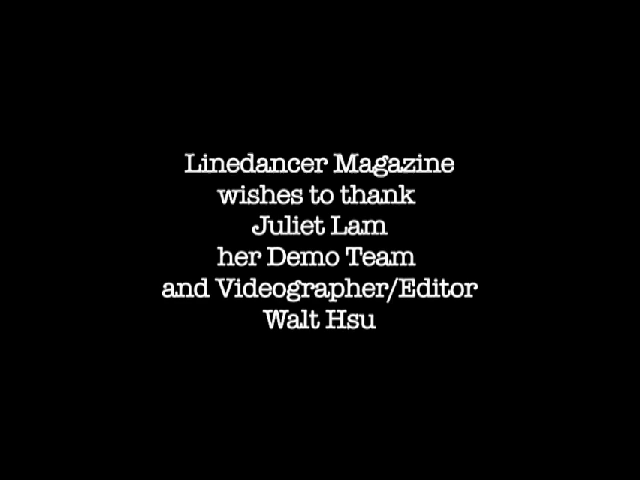 Linedancer Magazine
wishes to thank
Juliet Lam
her Demo Team
and Videographer/Editor
Walt Hsu